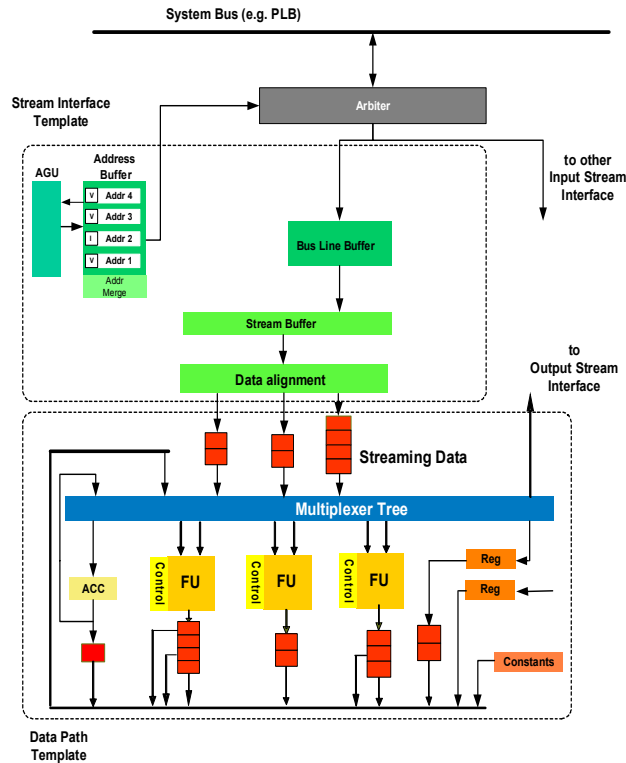 System Bus (e.g. PLB)
Arbiter
Stream Interface
Template
to other
Input Stream
Interface
AGU
Address
Buffer
V Addr 4
V Addr 3
I Addr 2
V Addr 1
Addr
Merge
Bus Line Buffer
Stream Buffer
Data alignment
to
Output Stream
Interface
Streaming Data
Multiplexer Tree
ACC
Control
FU
Control
FU
Control
FU
Reg
Reg
Constants
Data Path
Template